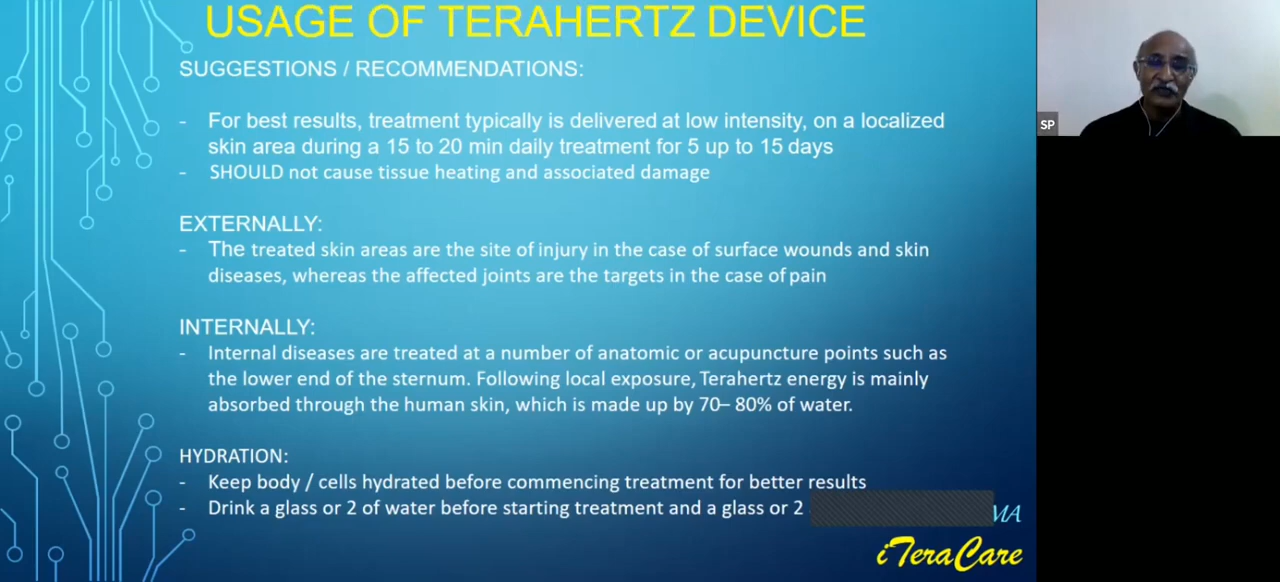 USAGE OF TERAHERTZ DEVICE
SUGGESTIONS / RECOMMENDATIONS:
- For best results, treatment typically is delivered at low intensity, on a localized
skin area during a 15 to 20 min daily treatment for 5 up to 15 days
- SHOULD not cause tissue heating and associated damage
EXTERNALLY:
- The treated skin areas are the site of injury in the case of surface wounds and skin
diseases, whereas the affected joints are the targets in the case of pain
INTERNALLY:
- Internal diseases are treated at a number of anatomic or acupuncture points such as
the lower end of the sternum. Following local exposure, Terahertz energy is mainly
absorbed through the human skin, which is made up by 70– 80% of water.
HYDRATION:
- Keep body / cells hydrated before commencing treatment for better results
- Drink a glass or 2 of water before starting treatment and a glass or 2
MA
iTeraCare
SP